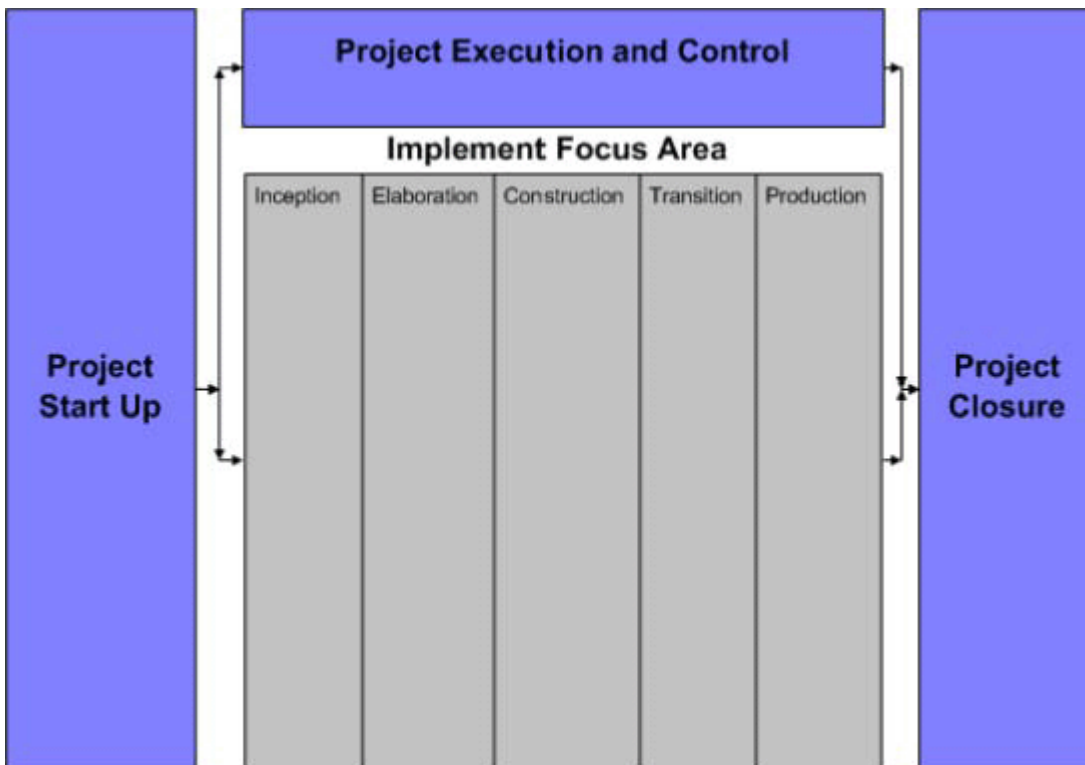 Project Execution and Control
Implement Focus Area
Inception Elaboration Construction Transition Production
Project
Start Up
Project
Closure